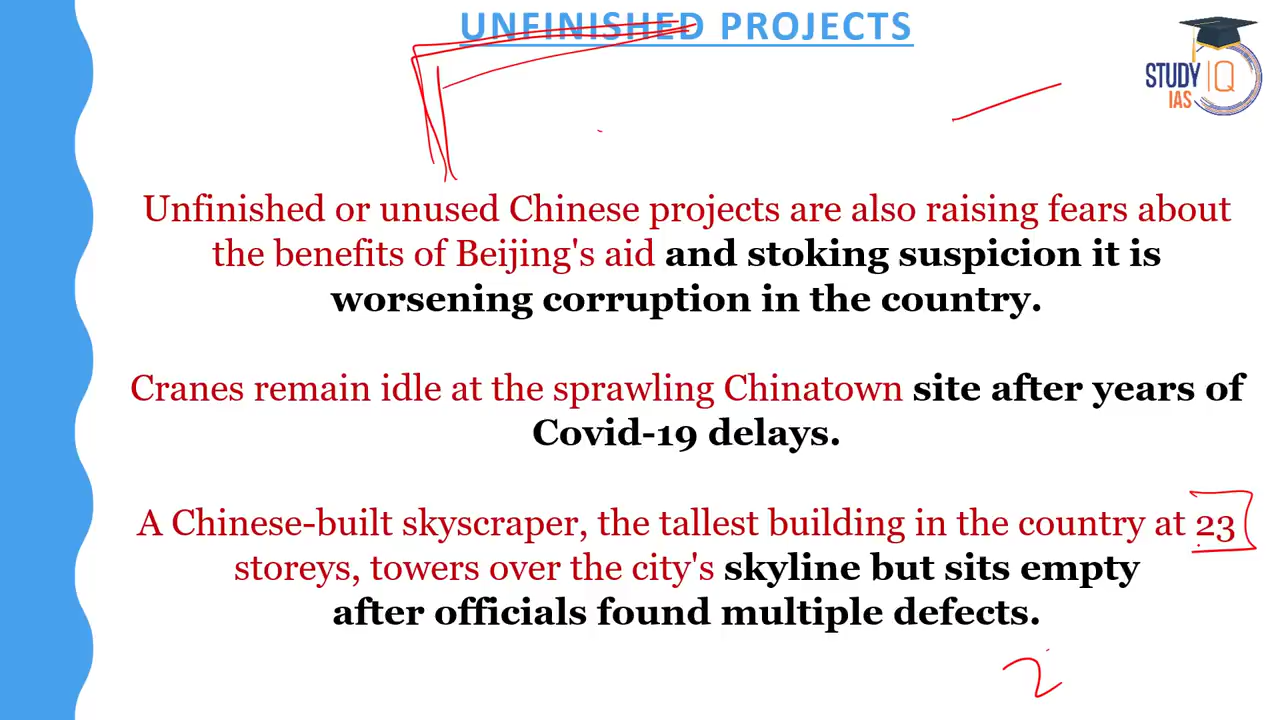 UNFINISHED PROJECTS
STUDY IQ
IAS
Unfinished or unused Chinese projects are also raising fears about
the benefits of Beijing's aid and stoking suspicion it is
worsening corruption in the country.
Cranes remain idle at the sprawling Chinatown site after years of
Covid-19 delays.
A Chinese-built skyscraper, the tallest building in the country at 23
storeys, towers over the city's skyline but sits empty
after officials found multiple defects.